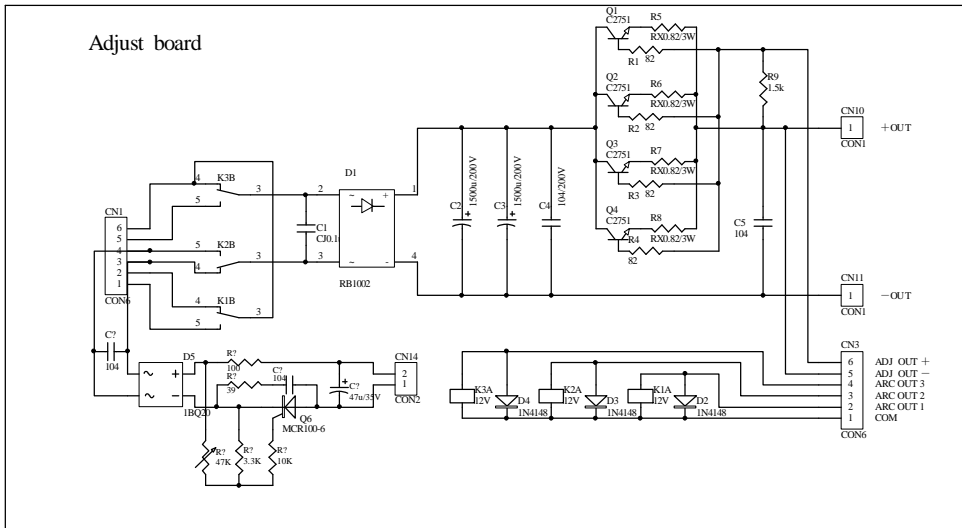 Adjust board
Q1
C2751
R5
RX0.82/3W
R1
82
Q2
C2751
R6
RX0.82/3W
R2
82
Q3
C2751
R7
RX0.82/3W
R3
82
Q4
C2751
R8
RX0.82/3W
R4
82
R9
1.5k
CN10
1
+OUT
CON1
C5
104
CN11
1
-OUT
CON1
C2
1500u/200V
C3
1500u/200V
C4
104/200V
D1
2
1
~ +
3
4
~ -
RB1002
C1
CJ0.1
4
K3B
3
5
CN1
6
5
4
3
2
1
CON6
5
K2B
3
4
4
K1B
3
5
C?
104
D5
~ +
~ -
1BQ20
R?
100
R?
39
C?
104
C?
47u/35V
CN14
2
1
CON2
Q6
MCR100-6
R?
47K
R?
3.3K
R?
10K
K3A
12V
D4
1N4148
K2A
12V
D3
1N4148
K1A
12V
D2
1N4148
CN3
6 ADJ OUT +
5 ADJ OUT -
4 ARC OUT 3
3 ARC OUT 2
2 ARC OUT 1
1 COM
CON6